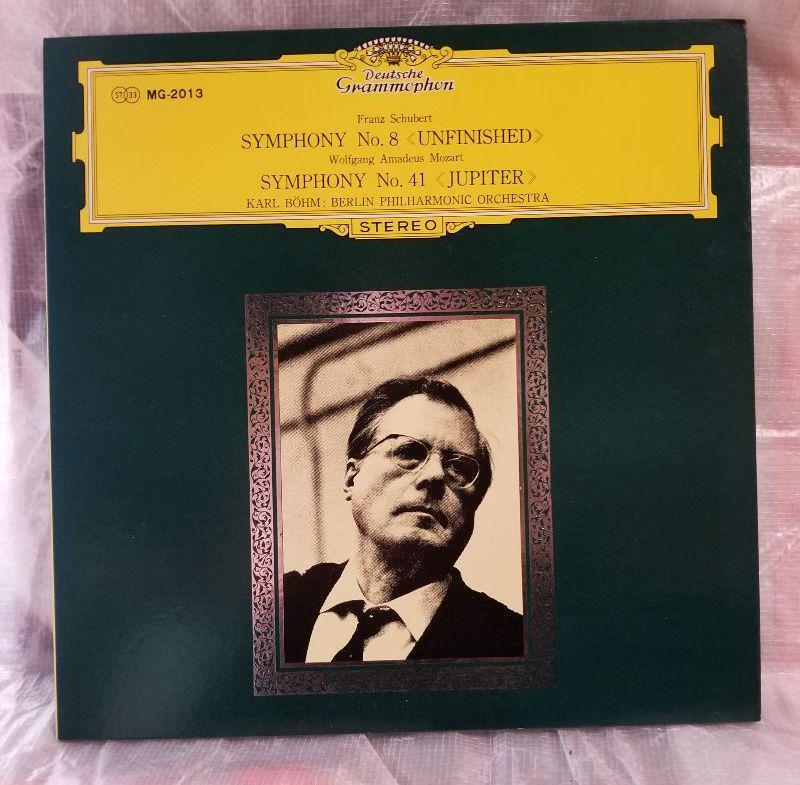 Deutsche
Grammophon
ST 33 MG-2013
Franz Schubert
SYMPHONY No. 8 《UNFINISHED》
Wolfgang Amadeus Mozart
SYMPHONY No. 41 《JUPITER》
KARL BÖHM: BERLIN PHILHARMONIC ORCHESTRA
STEREO